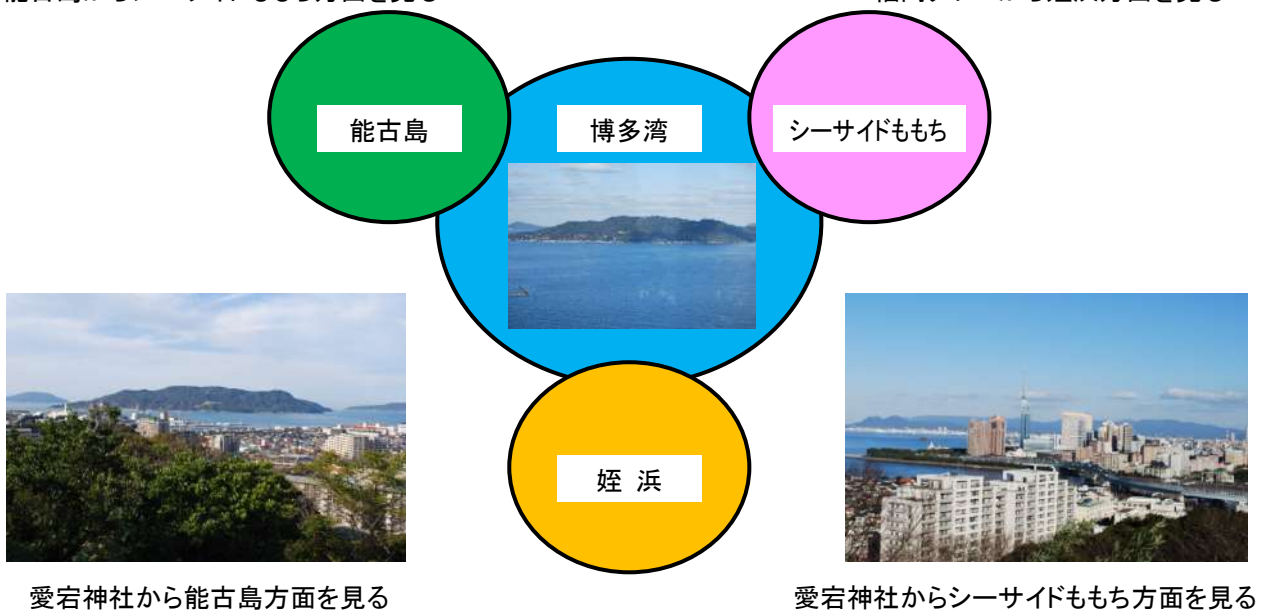 能古島
博多湾
シーサイドももち
姪 浜
愛宕神社から能古島方面を見る
愛宕神社からシーサイドももち方面を見る